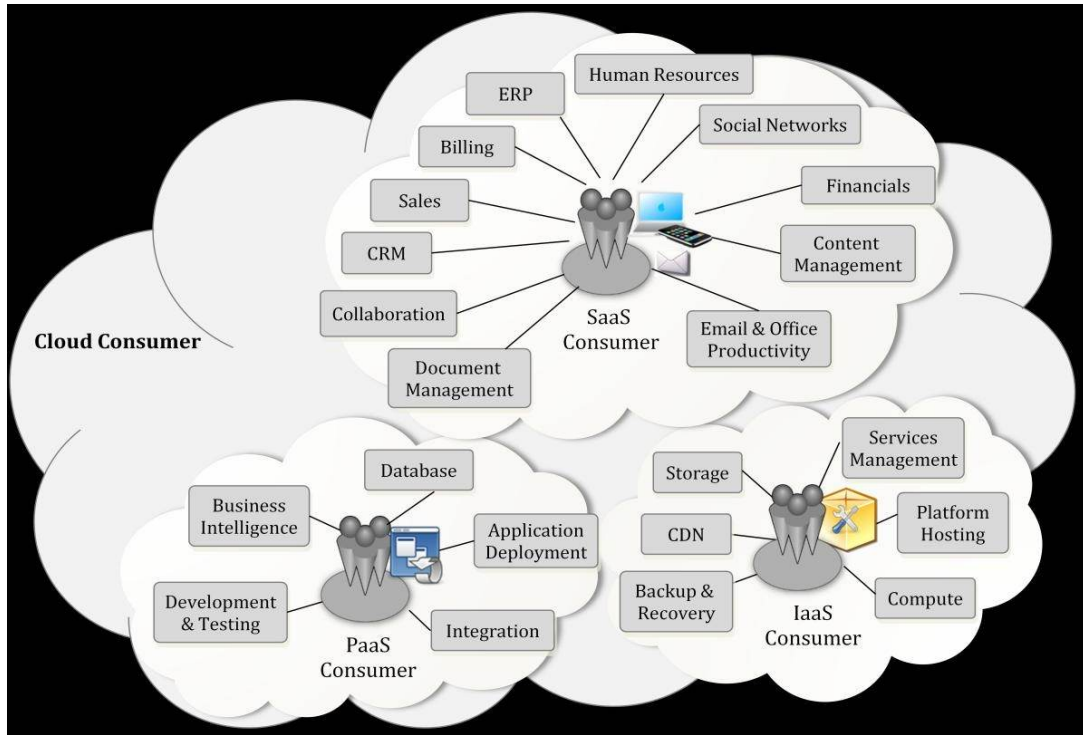 Human Resources
ERP
Social Networks
Billing
Financials
Sales
Content
Management
CRM
Collaboration
SaaS
Consumer
Email & Office
Productivity
Document
Management
Cloud Consumer
Database
Business
Intelligence
Application
Deployment
Development
& Testing
Integration
PaaS
Consumer
Services
Management
Storage
Platform
Hosting
CDN
Backup &
Recovery
Compute
IaaS
Consumer